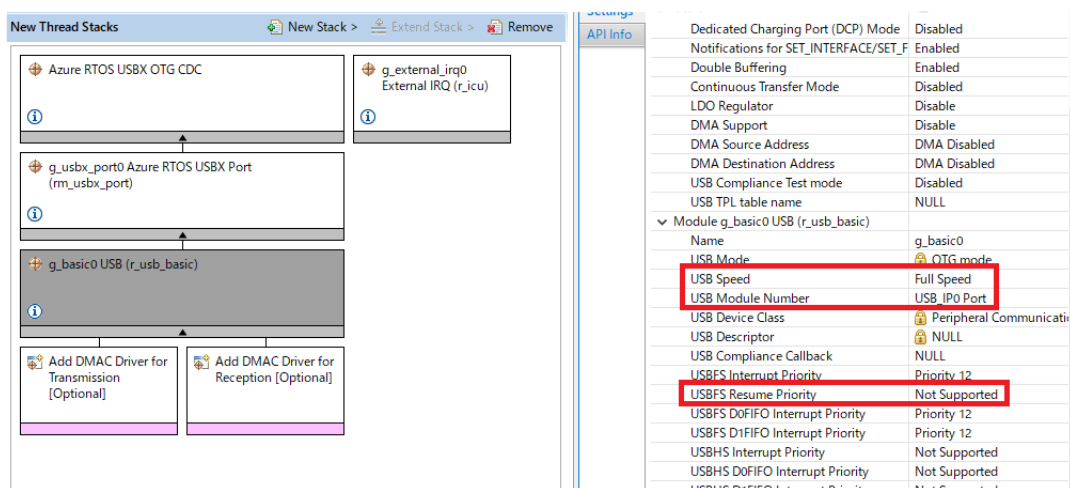 New Thread Stacks
New Stack >
Extend Stack >
Remove
Azure RTOS USBX OTG CDC
g_external_irq0
External IRQ (r_icu)
g_usbx_port0 Azure RTOS USBX Port
(rm_usbx_port)
g_basic0 USB (r_usb_basic)
Add DMAC Driver for
Transmission
[Optional]
Add DMAC Driver for
Reception [Optional]
Settings
API Info
Dedicated Charging Port (DCP) Mode Disabled
Notifications for SET_INTERFACE/SET_F Enabled
Double Buffering Enabled
Continuous Transfer Mode Disabled
LDO Regulator Disable
DMA Support Disable
DMA Source Address DMA Disabled
DMA Destination Address DMA Disabled
USB Compliance Test mode Disabled
USB TPL table name NULL
Module g_basic0 USB (r_usb_basic)
Name g_basic0
USB Mode OTG mode
USB Speed Full Speed
USB Module Number USB_IP0 Port
USB Device Class Peripheral Communicati
USB Descriptor NULL
USB Compliance Callback NULL
USBFS Interrupt Priority Priority 12
USBFS Resume Priority Not Supported
USBFS D0FIFO Interrupt Priority Priority 12
USBFS D1FIFO Interrupt Priority Priority 12
USBHS Interrupt Priority Not Supported
USBHS D0FIFO Interrupt Priority Not Supported